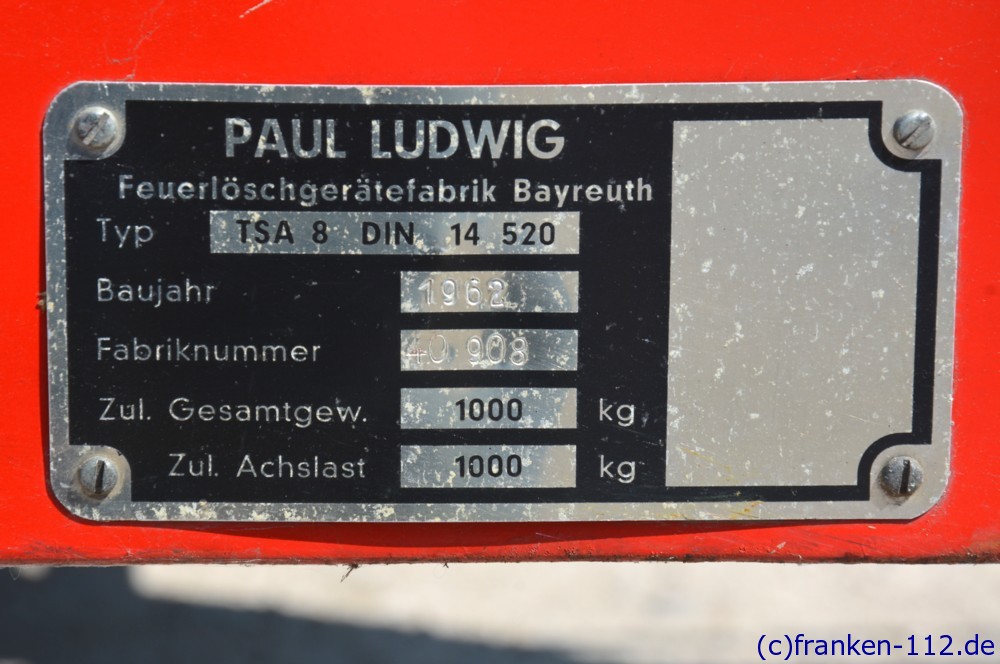 PAUL LUDWIG
Feuerlöschgerätefabrik Bayreuth
Typ TSA 8 DIN 14 520
Baujahr 1962
Fabriknummer 40 908
Zul. Gesamtgew. 1000 kg
Zul. Achslast 1000 kg
(c)franken-112.de